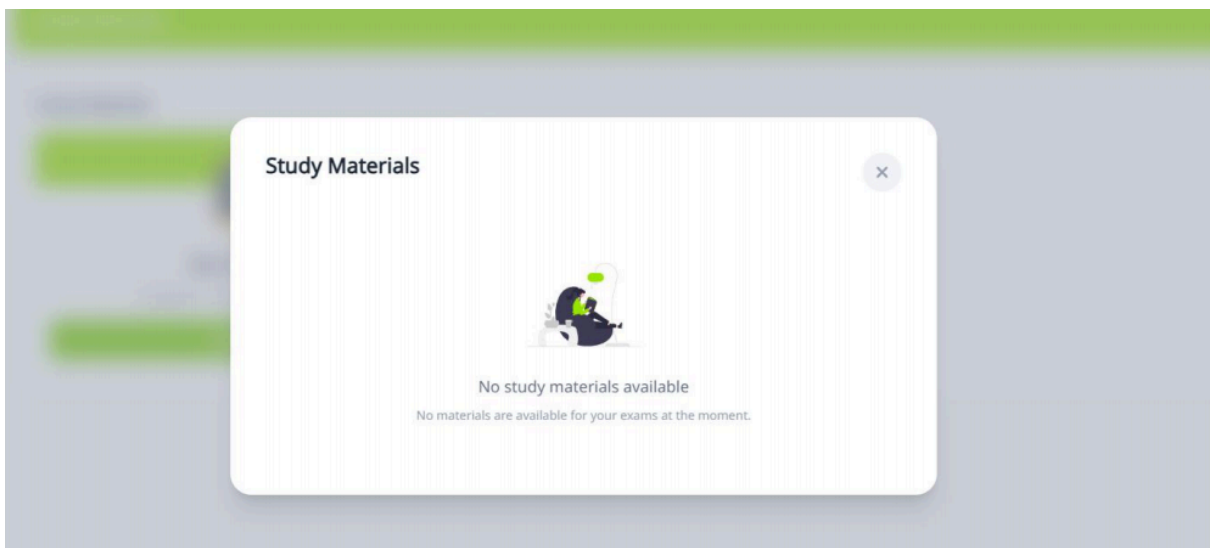 Study Materials
No study materials available
No materials are available for your exams at the moment.